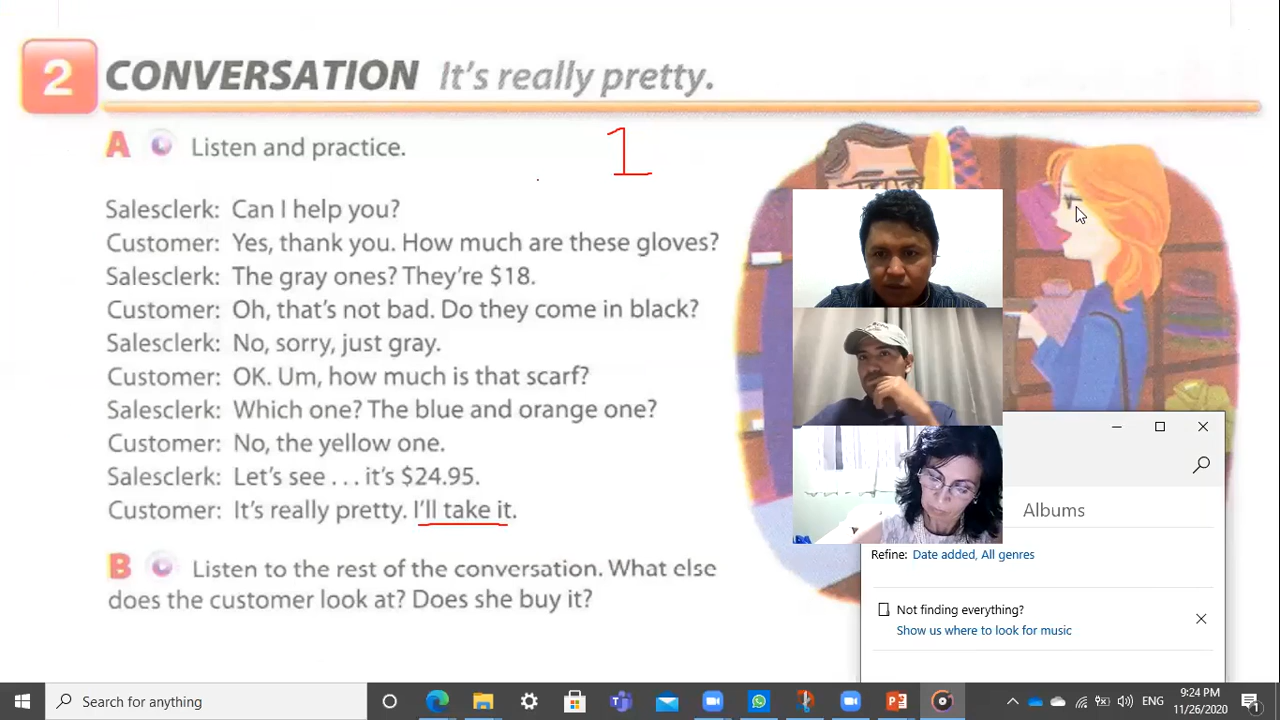 2 CONVERSATION It's really pretty.
A Listen and practice.
1
Salesclerk: Can I help you?
Customer: Yes, thank you. How much are these gloves?
Salesclerk: The gray ones? They're $18.
Customer: Oh, that's not bad. Do they come in black?
Salesclerk: No, sorry, just gray.
Customer: OK. Um, how much is that scarf?
Salesclerk: Which one? The blue and orange one?
Customer: No, the yellow one.
Salesclerk: Let's see . . . it's $24.95.
Customer: It's really pretty. I'll take it.
B Listen to the rest of the conversation. What else
does the customer look at? Does she buy it?
Albums
Refine: Date added, All genres
Not finding everything?
Show us where to look for music
Search for anything
ENG
9:24 PM
11/26/2020
1